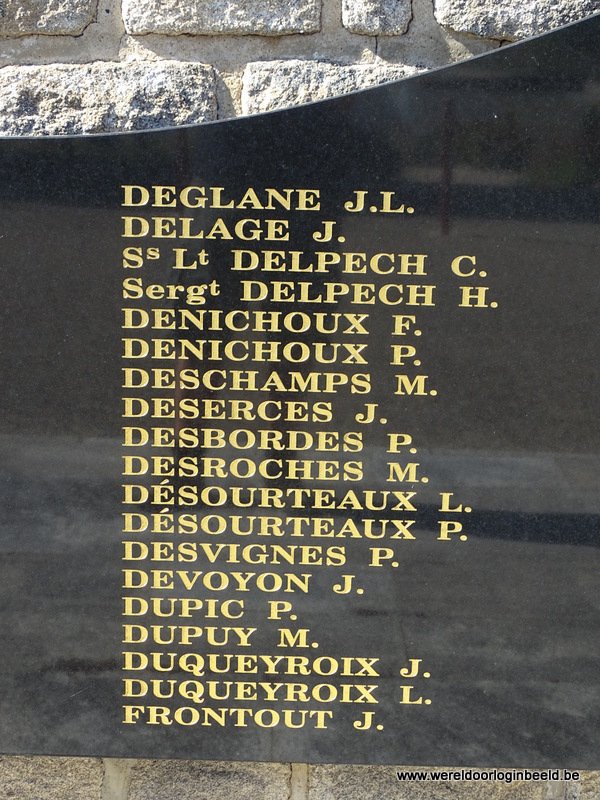 DEGLANE J.L.
DELAGE J.
Sˢ Lᵗ DELPECH C.
Sergᵗ DELPECH H.
DENICHOUX F.
DENICHOUX P.
DESCHAMPS M.
DESERCES J.
DESBORDES P.
DESROCHES M.
DÉSOURTEAUX L.
DÉSOURTEAUX P.
DESVIGNES P.
DEVOYON J.
DUPIC P.
DUPUY M.
DUQUEYROIX J.
DUQUEYROIX L.
FRONTOUT J.
www.wereldoorloginbeeld.be